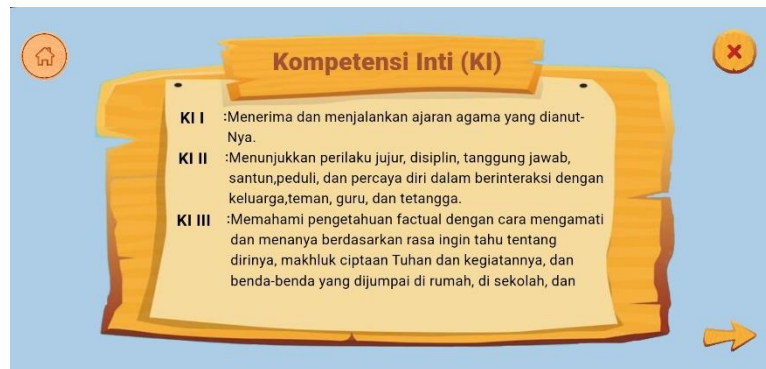 Kompetensi Inti (KI)
KI I :Menerima dan menjalankan ajaran agama yang dianut-
Nya.
KI II :Menunjukkan perilaku jujur, disiplin, tanggung jawab,
santun,peduli, dan percaya diri dalam berinteraksi dengan
keluarga,teman, guru, dan tetangga.
KI III :Memahami pengetahuan factual dengan cara mengamati
dan menanya berdasarkan rasa ingin tahu tentang
dirinya, makhluk ciptaan Tuhan dan kegiatannya, dan
benda-benda yang dijumpai di rumah, di sekolah, dan